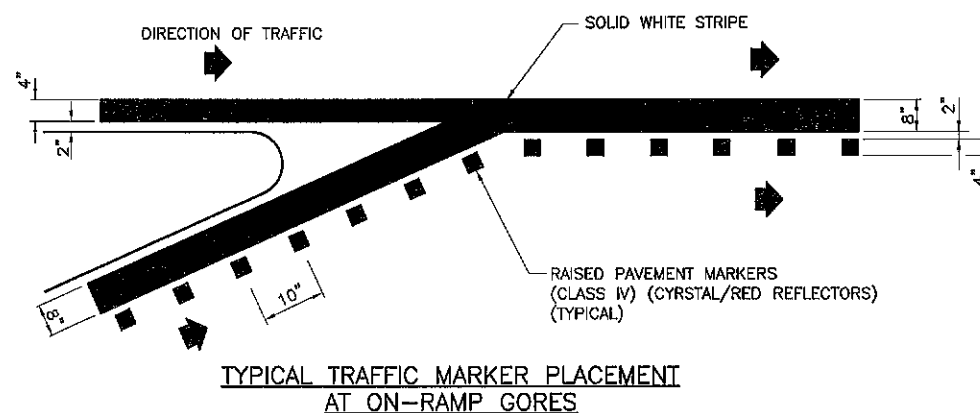 DIRECTION OF TRAFFIC
SOLID WHITE STRIPE
4"
2"
8"
2"
4"
8"
10"
RAISED PAVEMENT MARKERS
(CLASS IV) (CYRSTAL/RED REFLECTORS)
(TYPICAL)
TYPICAL TRAFFIC MARKER PLACEMENT
AT ON-RAMP GORES